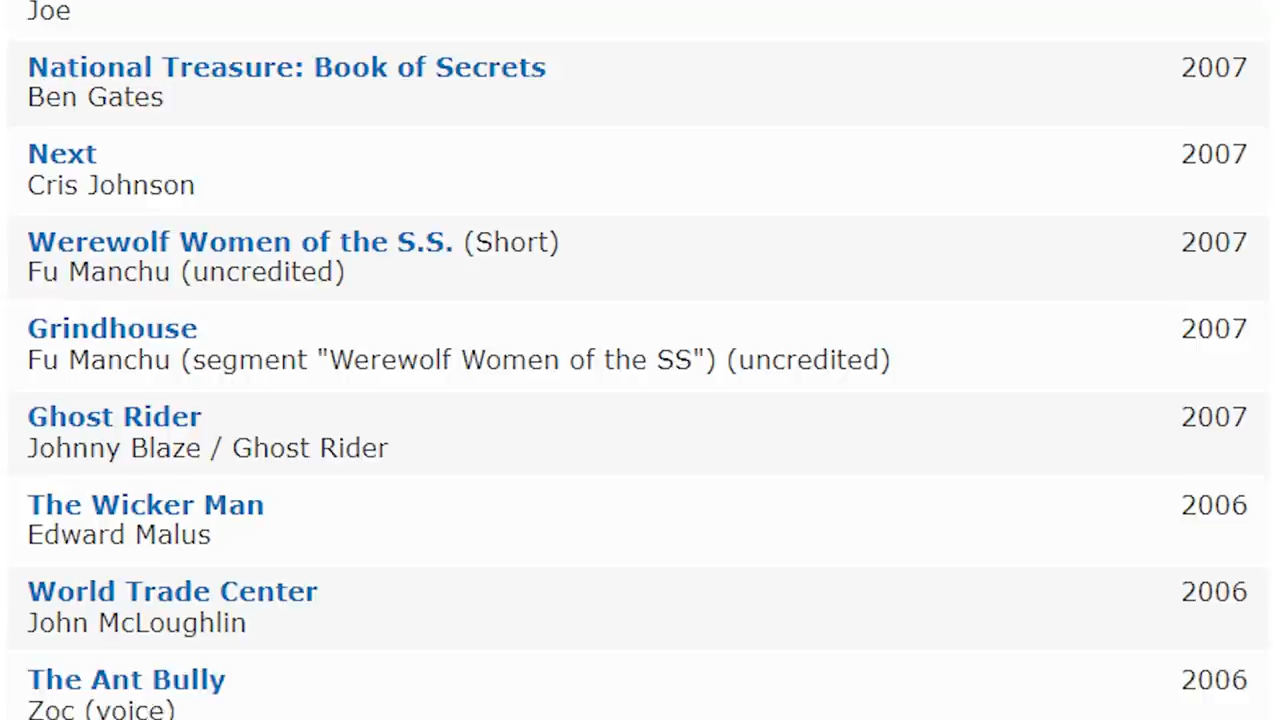 Joe
National Treasure: Book of Secrets 2007
Ben Gates
Next 2007
Cris Johnson
Werewolf Women of the S.S. (Short) 2007
Fu Manchu (uncredited)
Grindhouse 2007
Fu Manchu (segment "Werewolf Women of the SS") (uncredited)
Ghost Rider 2007
Johnny Blaze / Ghost Rider
The Wicker Man 2006
Edward Malus
World Trade Center 2006
John McLoughlin
The Ant Bully 2006
Zoc (voice)